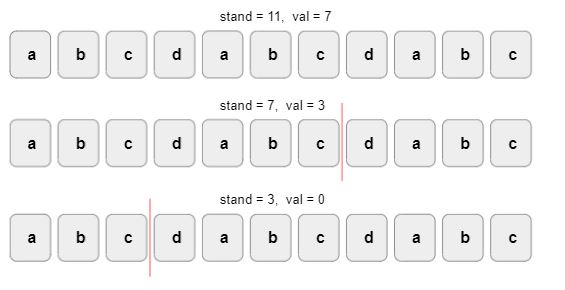 stand = 11, val = 7
a b c d a b c d a b c
stand = 7, val = 3
a b c d a b c d a b c
stand = 3, val = 0
a b c d a b c d a b c